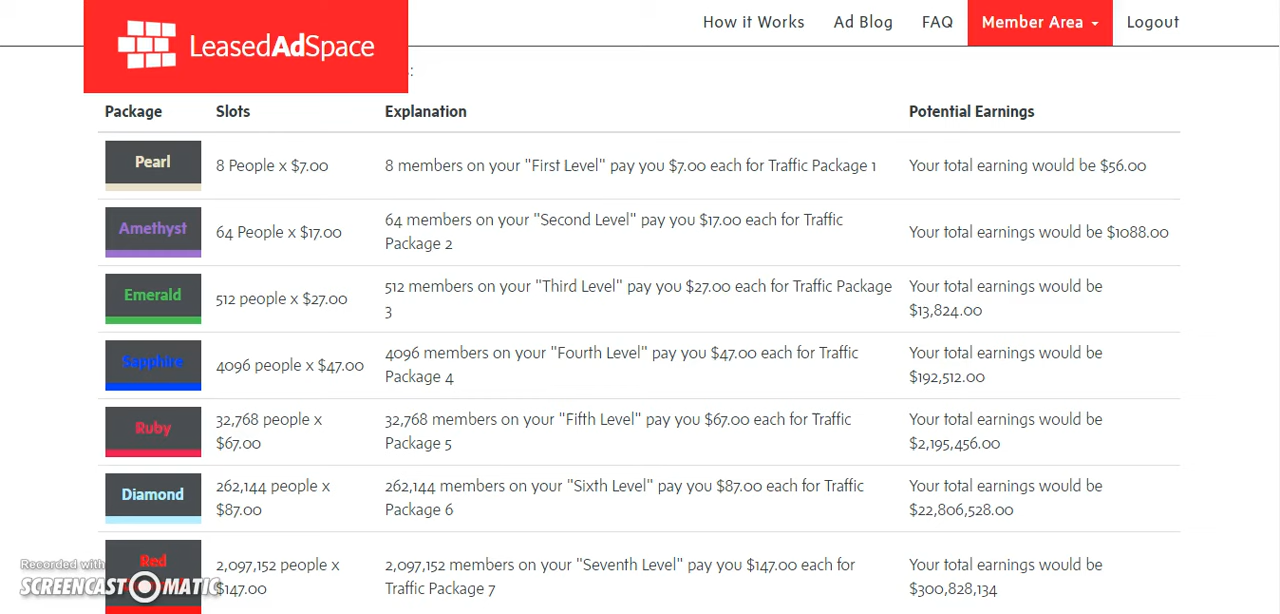 How it Works Ad Blog FAQ Member Area Logout
LeasedAdSpace
:
Package Slots Explanation Potential Earnings
Pearl
8 People x $7.00
8 members on your "First Level" pay you $7.00 each for Traffic Package 1
Your total earning would be $56.00
Amethyst
64 People x $17.00
64 members on your "Second Level" pay you $17.00 each for Traffic
Package 2
Your total earnings would be $1088.00
Emerald
512 people x $27.00
512 members on your "Third Level" pay you $27.00 each for Traffic Package
3
Your total earnings would be
$13,824.00
Sapphire
4096 people x $47.00
4096 members on your "Fourth Level" pay you $47.00 each for Traffic
Package 4
Your total earnings would be
$192,512.00
Ruby
32,768 people x
$67.00
32,768 members on your "Fifth Level" pay you $67.00 each for Traffic
Package 5
Your total earnings would be
$2,195,456.00
Diamond
262,144 people x
$87.00
262,144 members on your "Sixth Level" pay you $87.00 each for Traffic
Package 6
Your total earnings would be
$22,806,528.00
Red
2,097,152 people x
$147.00
2,097,152 members on your "Seventh Level" pay you $147.00 each for
Traffic Package 7
Your total earnings would be
$300,828,134
Recorded with
SCREENCAST-O-MATIC